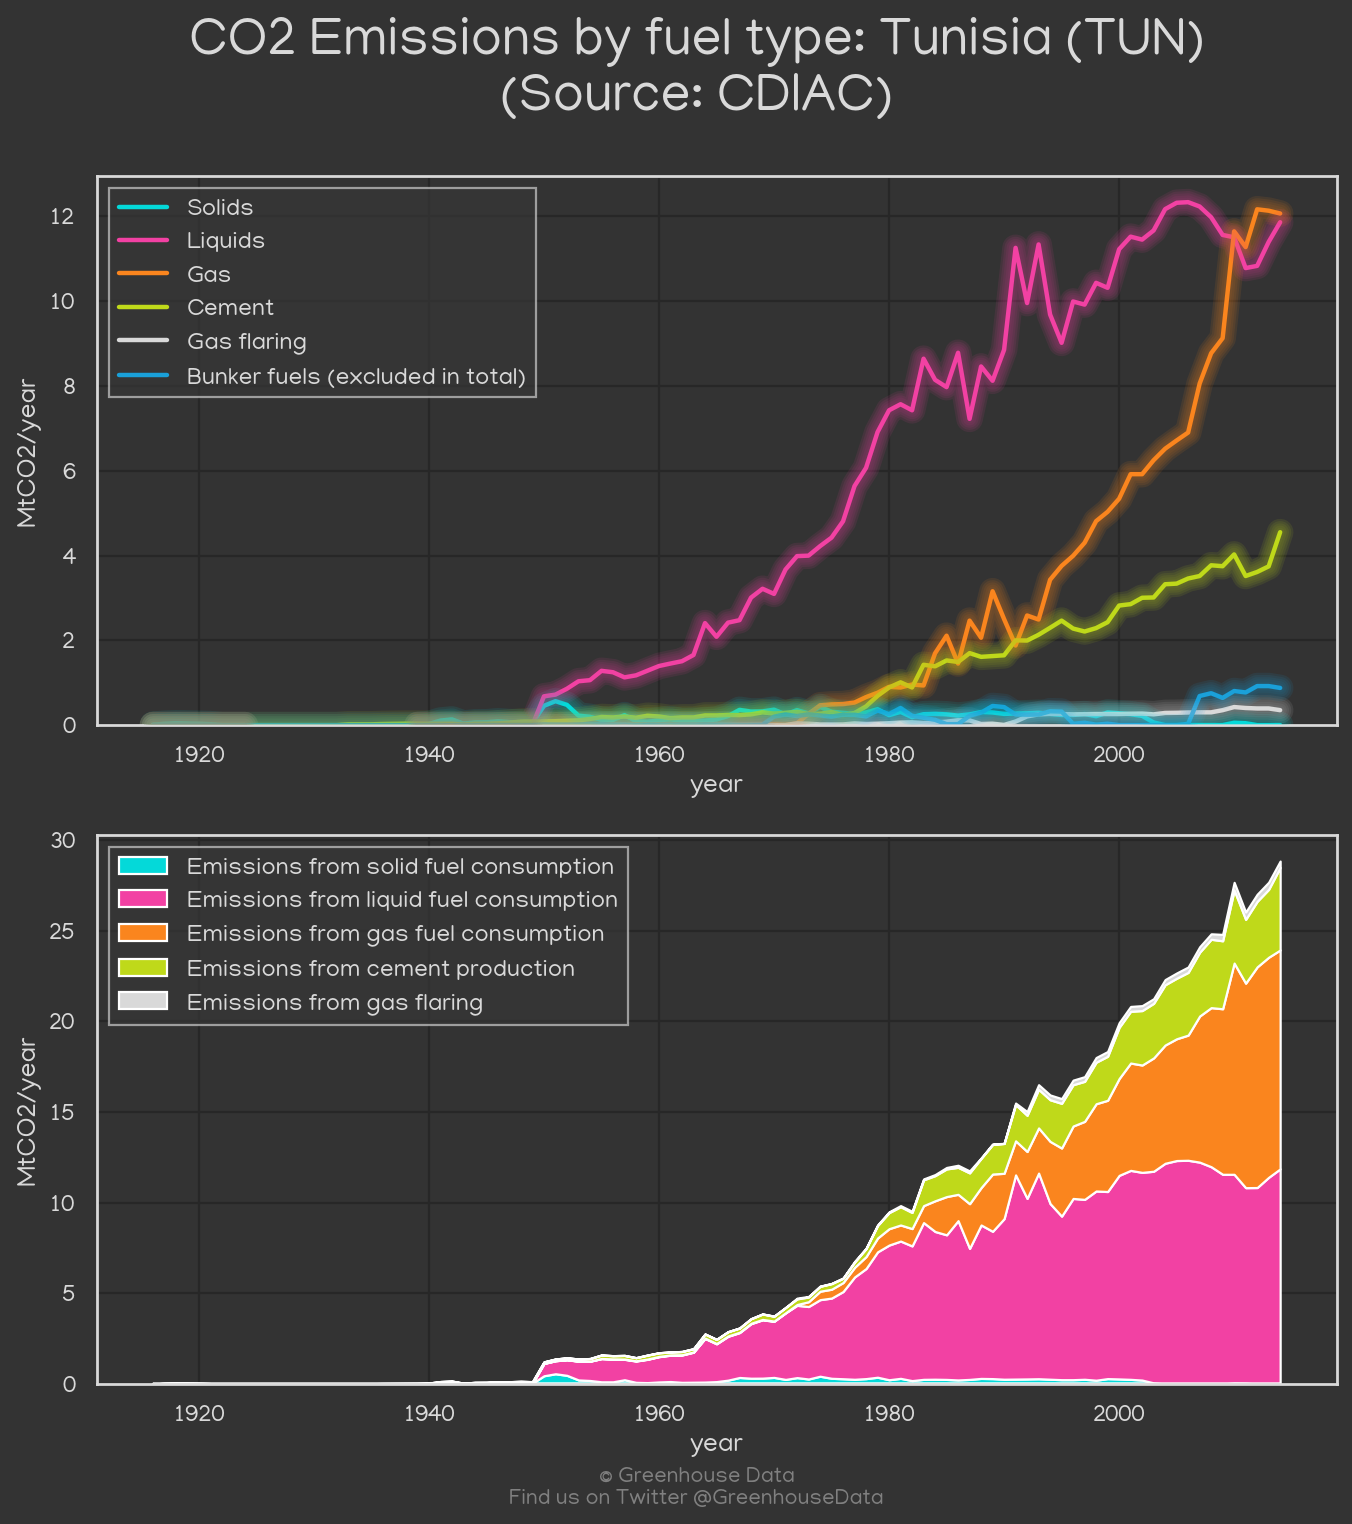 CO2 Emissions by fuel type: Tunisia (TUN)
(Source: CDIAC)
Solids
Liquids
Gas
Cement
Gas flaring
Bunker fuels (excluded in total)
MtCO2/year
12
10
8
6
4
2
0
1920 1940 1960 1980 2000
year
Emissions from solid fuel consumption
Emissions from liquid fuel consumption
Emissions from gas fuel consumption
Emissions from cement production
Emissions from gas flaring
MtCO2/year
30
25
20
15
10
5
0
1920 1940 1960 1980 2000
year
© Greenhouse Data
Find us on Twitter @GreenhouseData